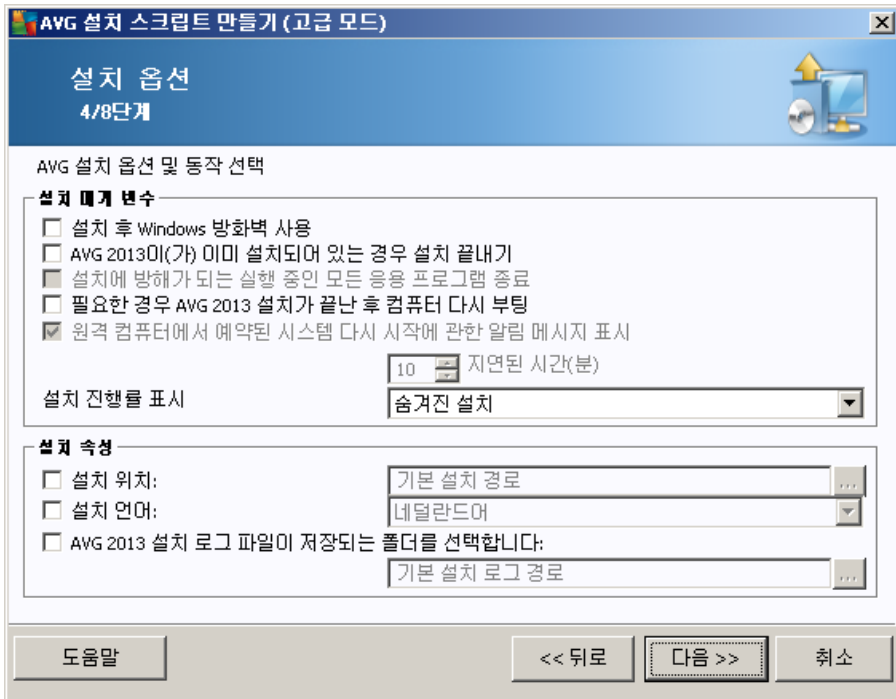 AVG 설치 스크립트 만들기 (고급 모드)
설치 옵션
4/8단계
AVG 설치 옵션 및 동작 선택
설치 매개 변수
설치 후 Windows 방화벽 사용
AVG 2013이(가) 이미 설치되어 있는 경우 설치 끝내기
설치에 방해가 되는 실행 중인 모든 응용 프로그램 종료
필요한 경우 AVG 2013 설치가 끝난 후 컴퓨터 다시 부팅
원격 컴퓨터에서 예약된 시스템 다시 시작에 관한 알림 메시지 표시
10 지연된 시간(분)
설치 진행률 표시 숨겨진 설치
설치 속성
설치 위치: 기본 설치 경로 ...
설치 언어: 네덜란드어
AVG 2013 설치 로그 파일이 저장되는 폴더를 선택합니다:
기본 설치 로그 경로 ...
도움말 << 뒤로 다음 >> 취소